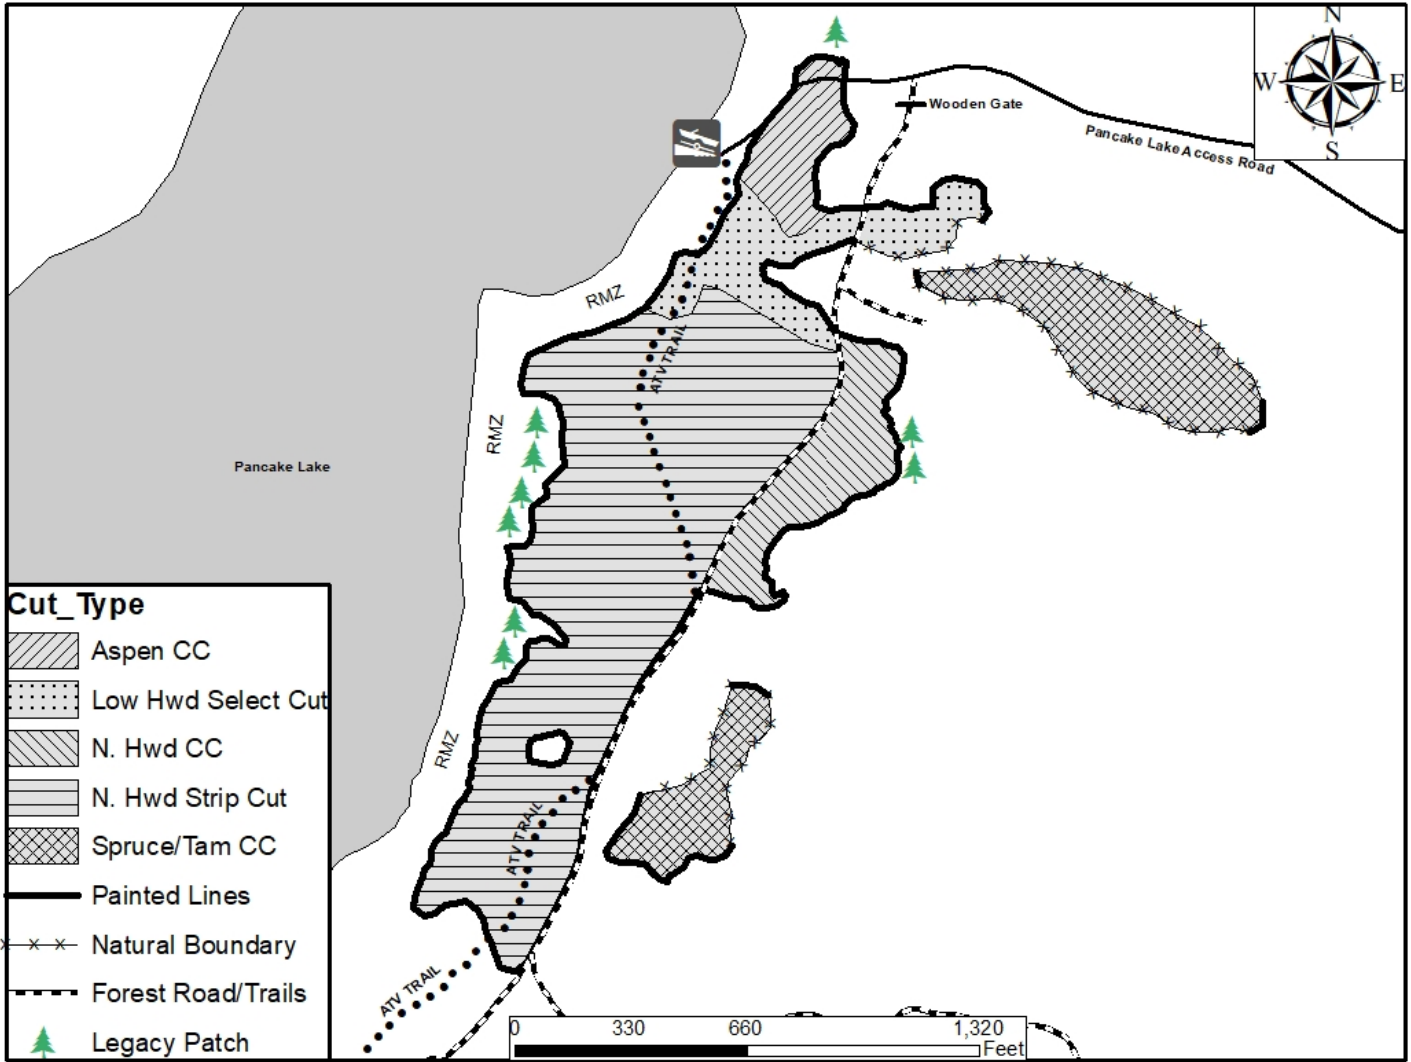 N
W E
S
Wooden Gate
Pancake Lake Access Road
RMZ
ATV TRAIL
RMZ
Pancake Lake
RMZ
ATV TRAIL
ATV TRAIL
Cut_Type
Aspen CC
Low Hwd Select Cut
N. Hwd CC
N. Hwd Strip Cut
Spruce/Tam CC
Painted Lines
Natural Boundary
Forest Road/Trails
Legacy Patch
0 330 660 1,320
Feet